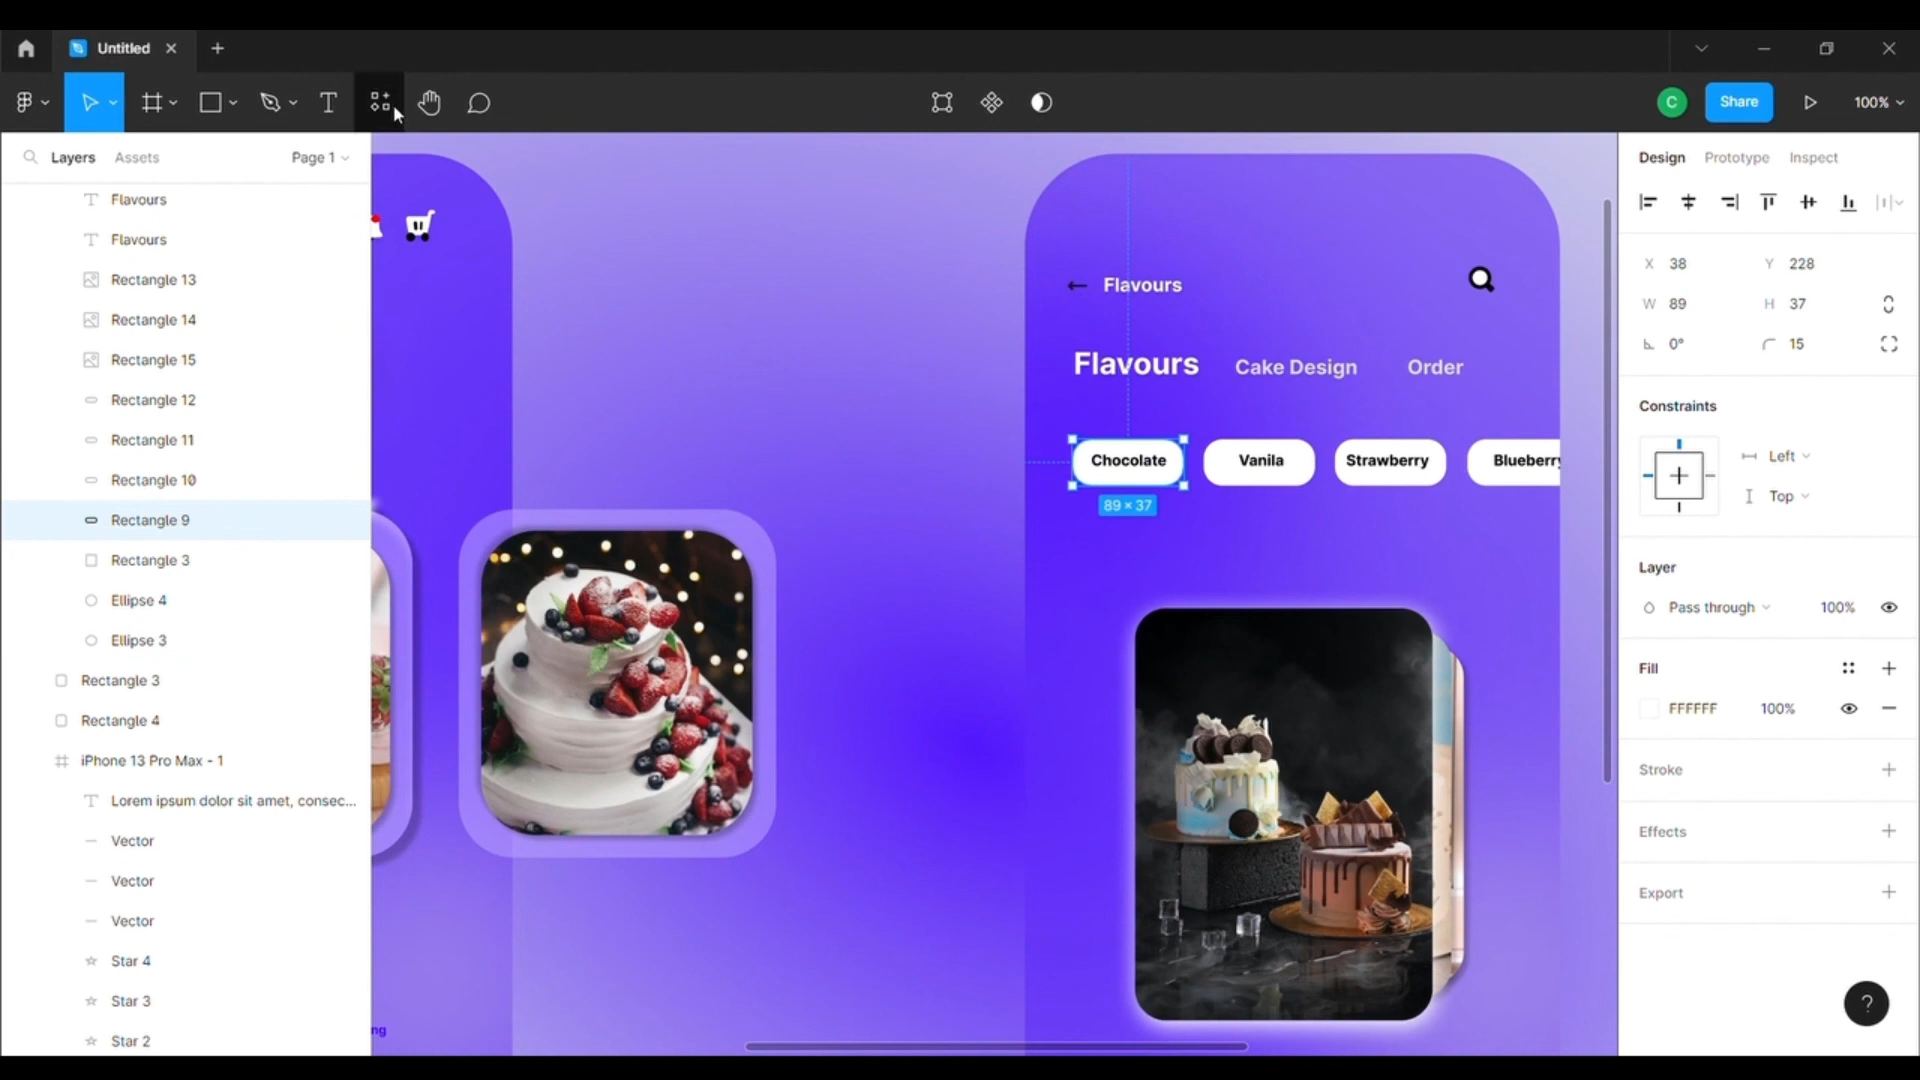 Untitled
C
Share
100%
Layers
Assets
Page 1
Flavours
Flavours
Rectangle 13
Rectangle 14
Rectangle 15
Rectangle 12
Rectangle 11
Rectangle 10
Rectangle 9
Rectangle 3
Ellipse 4
Ellipse 3
Rectangle 3
Rectangle 4
iPhone 13 Pro Max - 1
Lorem ipsum dolor sit amet, consec...
Vector
Vector
Vector
Star 4
Star 3
Star 2
ng
Flavours
Flavours Cake Design Order
Chocolate Vanila Strawberry Blueberry
89 × 37
Design Prototype Inspect
X 38 Y 228
W 89 H 37
0° 15
Constraints
Left
Top
Layer
Pass through 100%
Fill
FFFFFF 100%
Stroke
Effects
Export
?